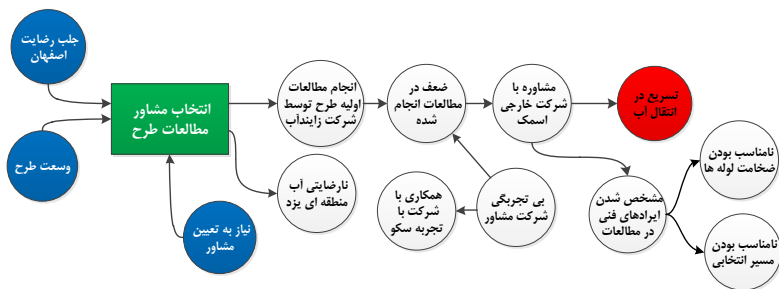 جلب رضایت
اصفهان
وسعت طرح
نیاز به تعیین
مشاور
انتخاب مشاور
مطالعات طرح
انجام مطالعات
اولیه طرح توسط
شرکت زایندآب
نارضایتی آب
منطقه ای یزد
ضعف در
مطالعات انجام
شده
همکاری با
شرکت با
تجربه سکو
بی تجربگی
شرکت مشاور
مشاوره با
شرکت خارجی
اسمک
تسریع در
انتقال آب
مشخص شدن
ایرادهای فنی
در مطالعات
نامناسب بودن
ضخامت لوله ها
نامناسب بودن
مسیر انتخابی